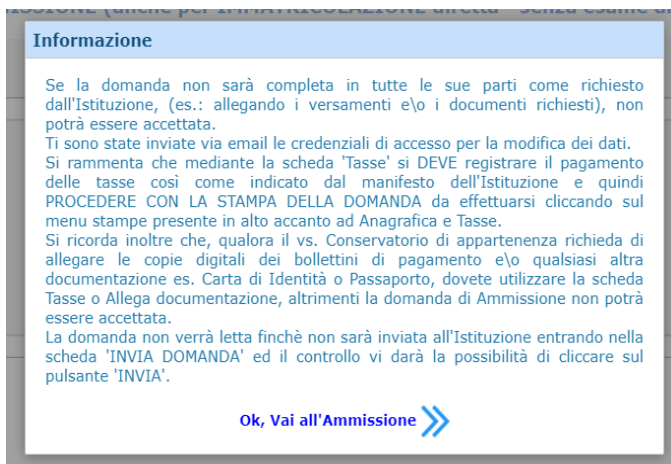 Informazione
Se la domanda non sarà completa in tutte le sue parti come richiesto
dall'Istituzione, (es.: allegando i versamenti e\o i documenti richiesti), non
potrà essere accettata.
Ti sono state inviate via email le credenziali di accesso per la modifica dei dati.
Si rammenta che mediante la scheda 'Tasse' si DEVE registrare il pagamento
delle tasse così come indicato dal manifesto dell'Istituzione e quindi
PROCEDERE CON LA STAMPA DELLA DOMANDA da effettuarsi cliccando sul
menu stampe presente in alto accanto ad Anagrafica e Tasse.
Si ricorda inoltre che, qualora il vs. Conservatorio di appartenenza richieda di
allegare le copie digitali dei bollettini di pagamento e\o qualsiasi altra
documentazione es. Carta di Identità o Passaporto, dovete utilizzare la scheda
Tasse o Allega documentazione, altrimenti la domanda di Ammissione non potrà
essere accettata.
La domanda non verrà letta finchè non sarà inviata all'Istituzione entrando nella
scheda 'INVIA DOMANDA' ed il controllo vi darà la possibilità di cliccare sul
pulsante 'INVIA'.
Ok, Vai all'Ammissione